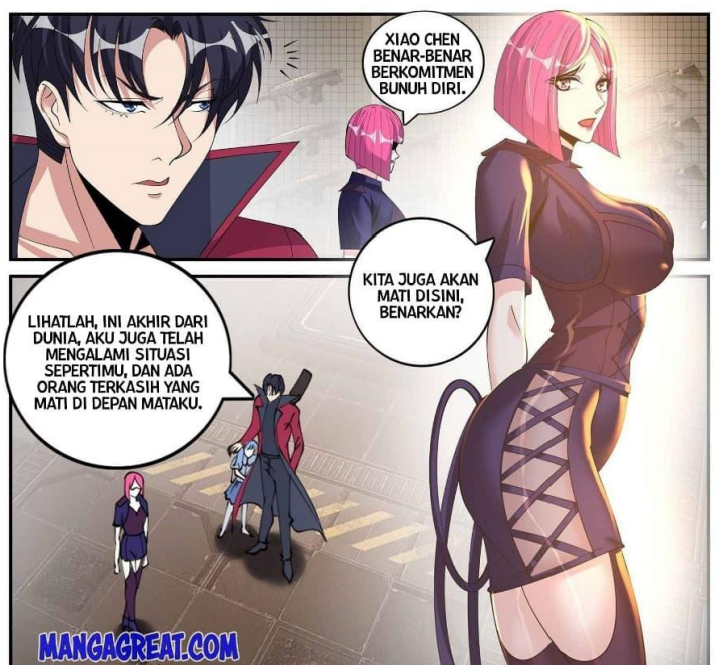 XIAO CHEN
BENAR-BENAR
BERKOMITMEN
BUNUH DIRI.
KITA JUGA AKAN
MATI DISINI,
BENARKAN?
LIHATLAH, INI AKHIR DARI
DUNIA, AKU JUGA TELAH
MENGALAMI SITUASI
SEPERTIMU, DAN ADA
ORANG TERKASIH YANG
MATI DI DEPAN MATAKU.
MANGAGREAT.COM